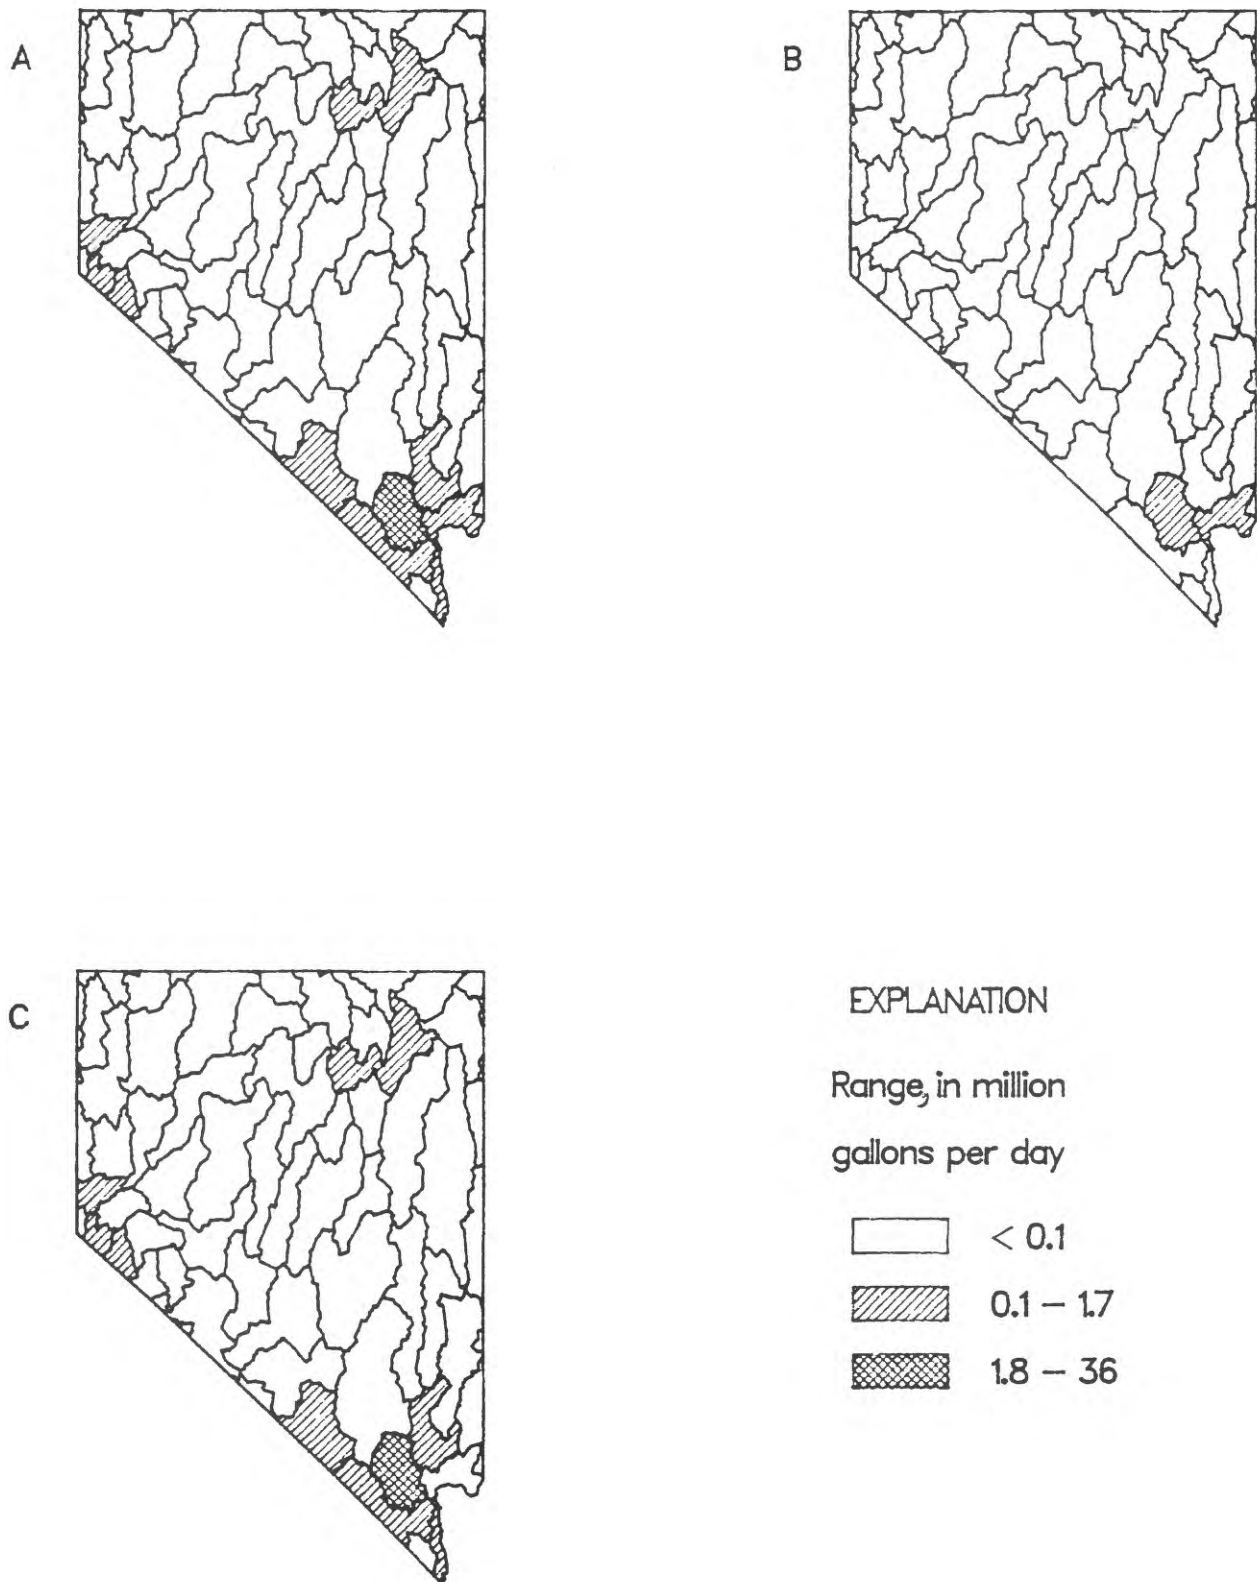 A
B
C
EXPLANATION
Range, in million
gallons per day
< 0.1
0.1 – 1.7
1.8 – 36